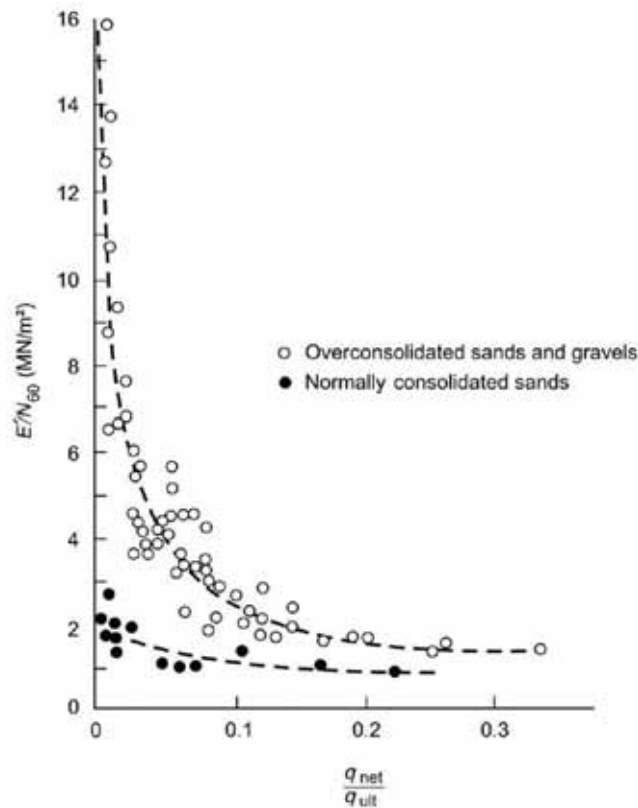 16
14
12
10
8
6
4
2
0
E'/N60 (MN/m²)
Overconsolidated sands and gravels
Normally consolidated sands
0 0.1 0.2 0.3
qnet
qult